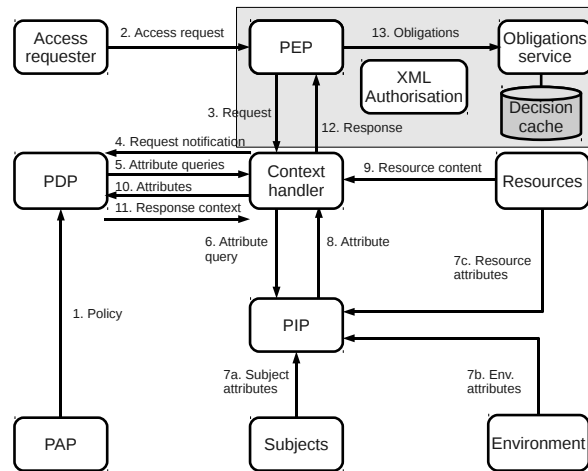 2. Access request
13. Obligations
Access
requester
PEP
Obligations
service
XML
Authorisation
Decision
cache
3. Request
12. Response
4. Request notification
5. Attribute queries
10. Attributes
11. Response context
PDP
Context
handler
9. Resource content
Resources
6. Attribute
query
8. Attribute
7c. Resource
attributes
1. Policy
PIP
7a. Subject
attributes
7b. Env.
attributes
PAP
Subjects
Environment